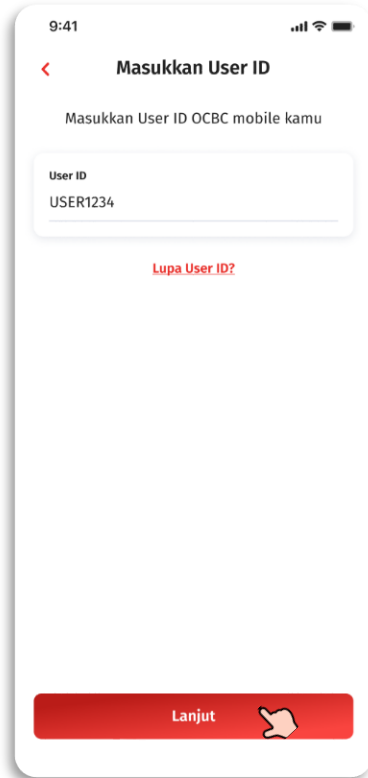 9:41
Masukkan User ID
Masukkan User ID OCBC mobile kamu
User ID
USER1234
Lupa User ID?
Lanjut